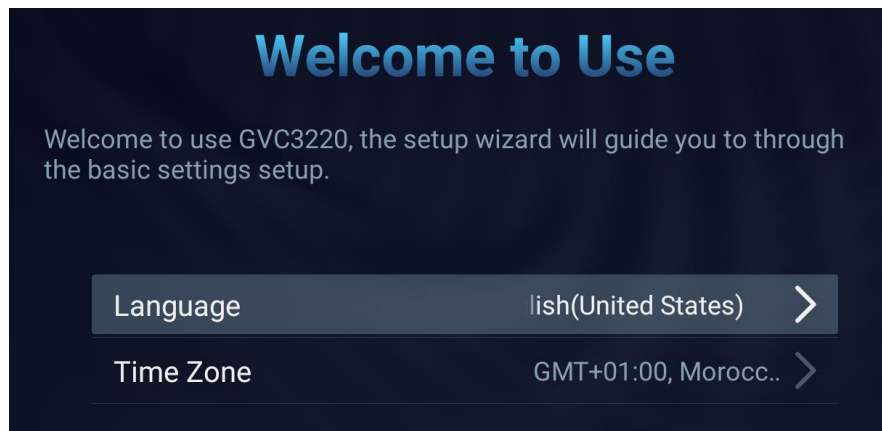 Welcome to Use
Welcome to use GVC3220, the setup wizard will guide you to through
the basic settings setup.
Language lish(United States)
Time Zone GMT+01:00, Morocc..